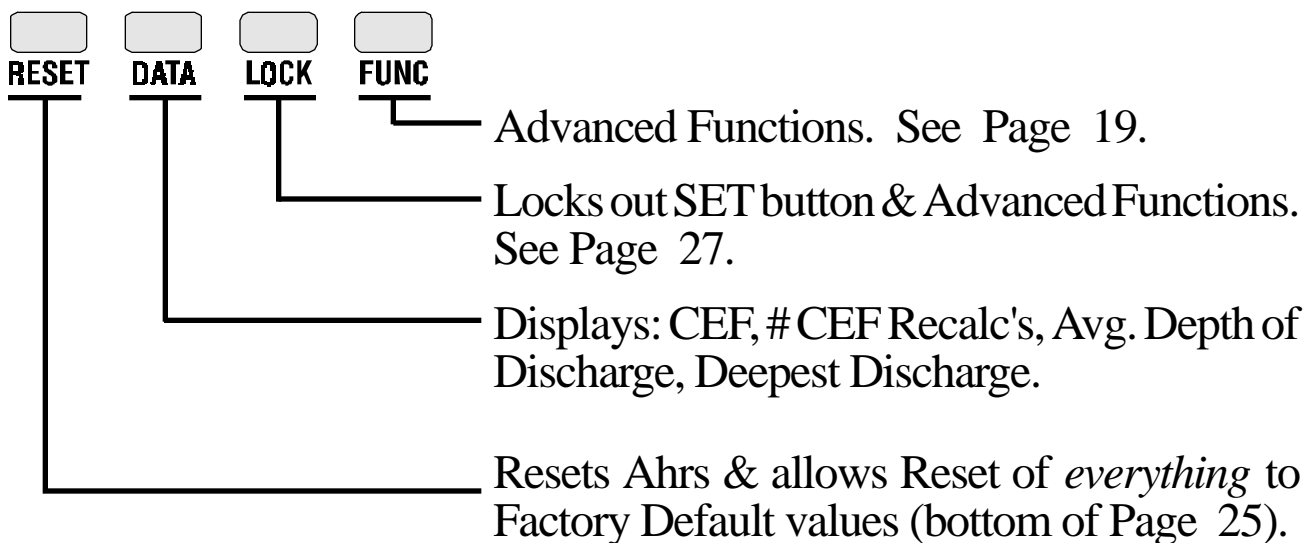 RESET DATA LOCK FUNC
Advanced Functions. See Page 19.
Locks out SET button & Advanced Functions.
See Page 27.
Displays: CEF, # CEF Recalc's, Avg. Depth of
Discharge, Deepest Discharge.
Resets Ahrs & allows Reset of everything to
Factory Default values (bottom of Page 25).